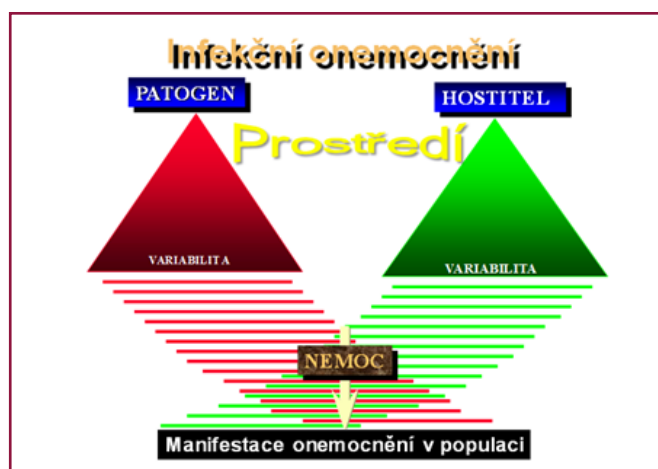 Infekční onemocnění
PATOGEN
HOSTITEL
Prostředí
VARIABILITA
VARIABILITA
NEMOC
Manifestace onemocnění v populaci